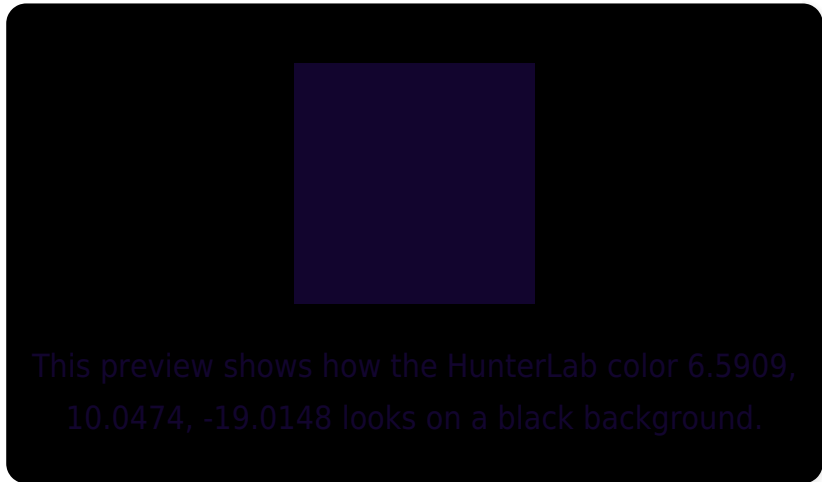 This preview shows how the HunterLab color 6.5909,
10.0474, -19.0148 looks on a black background.